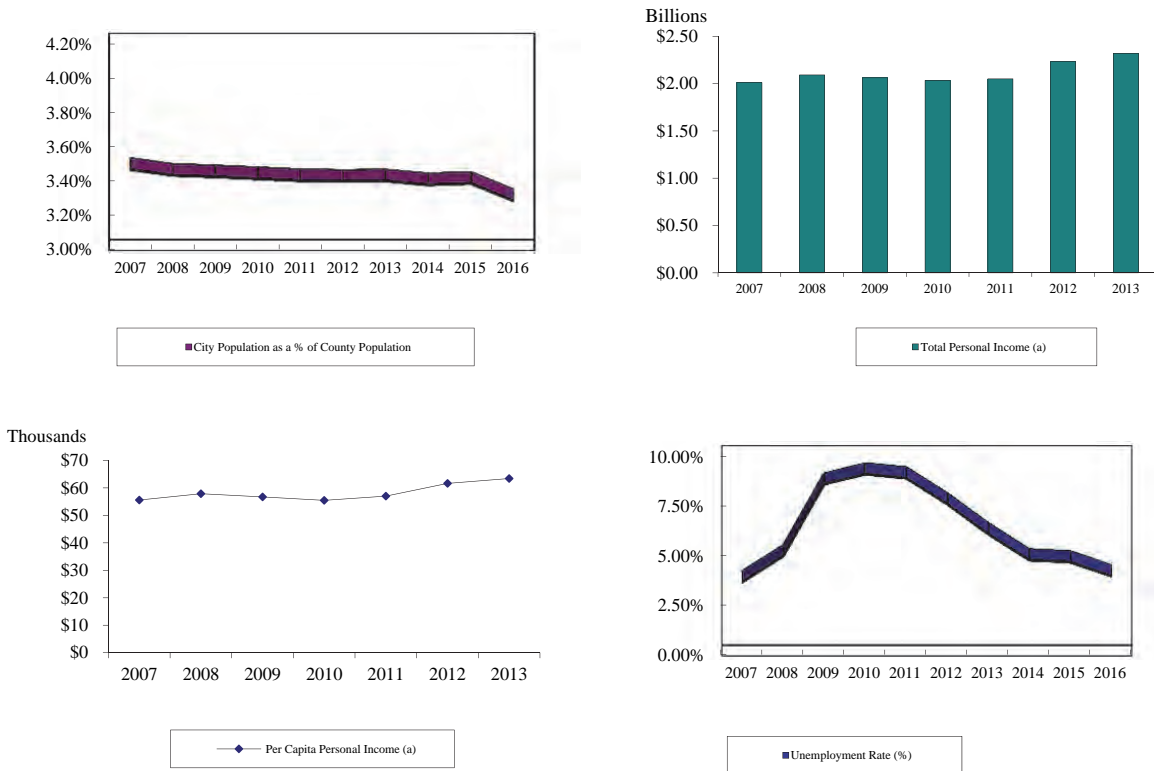 4.20%
4.00%
3.80%
3.60%
3.40%
3.20%
3.00%
2007 2008 2009 2010 2011 2012 2013 2014 2015 2016
City Population as a % of County Population
Billions
$2.50
$2.00
$1.50
$1.00
$0.50
$0.00
2007 2008 2009 2010 2011 2012 2013
Total Personal Income (a)
Thousands
$70
$60
$50
$40
$30
$20
$10
$0
2007 2008 2009 2010 2011 2012 2013
Per Capita Personal Income (a)
10.00%
7.50%
5.00%
2.50%
0.00%
2007 2008 2009 2010 2011 2012 2013 2014 2015 2016
Unemployment Rate (%)